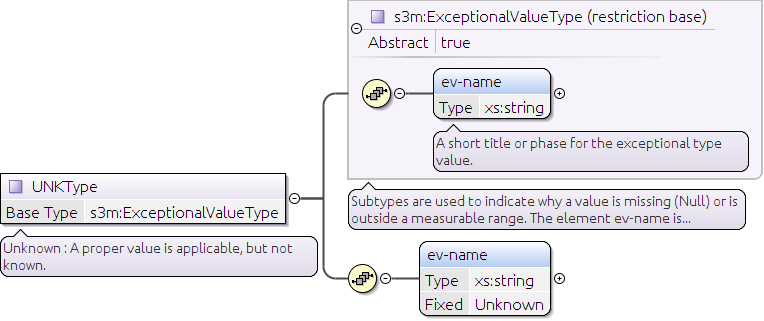 s3m:ExceptionalValueType (restriction base)
Abstract true
ev-name
Type xs:string
A short title or phase for the exceptional type
value.
UNKType
Base Type s3m:ExceptionalValueType
Unknown : A proper value is applicable, but not
known.
Subtypes are used to indicate why a value is missing (Null) or is
outside a measurable range. The element ev-name is...
ev-name
Type xs:string
Fixed Unknown